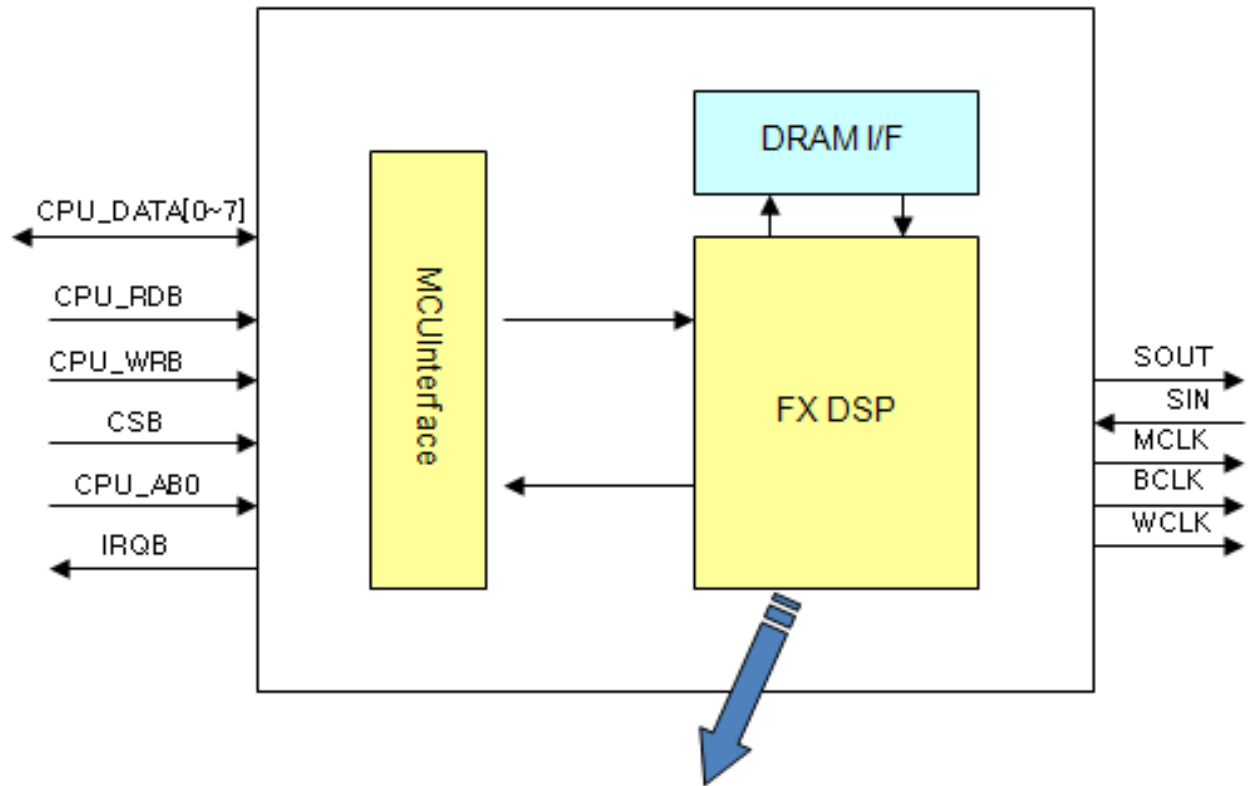 DRAM I/F
CPU_DATA[0~7]
CPU_RDB
CPU_WRB
CSB
CPU_AB0
IRQB
MCUInterface
FX DSP
SOUT
SIN
MCLK
BCLK
WCLK